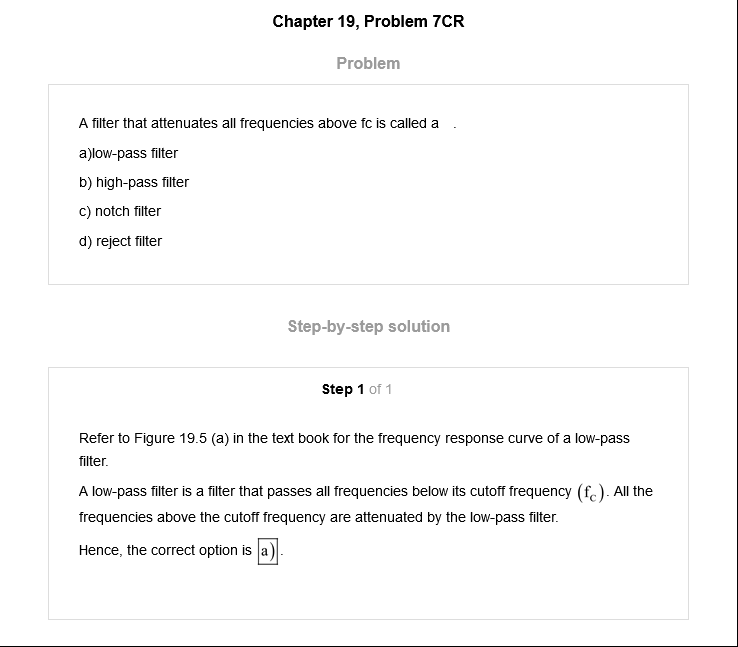 Chapter 19, Problem 7CR
Problem
A filter that attenuates all frequencies above fc is called a .
a)low-pass filter
b) high-pass filter
c) notch filter
d) reject filter
Step-by-step solution
Step 1 of 1
Refer to Figure 19.5 (a) in the text book for the frequency response curve of a low-pass
filter.
A low-pass filter is a filter that passes all frequencies below its cutoff frequency (fc). All the
frequencies above the cutoff frequency are attenuated by the low-pass filter.
Hence, the correct option is a).